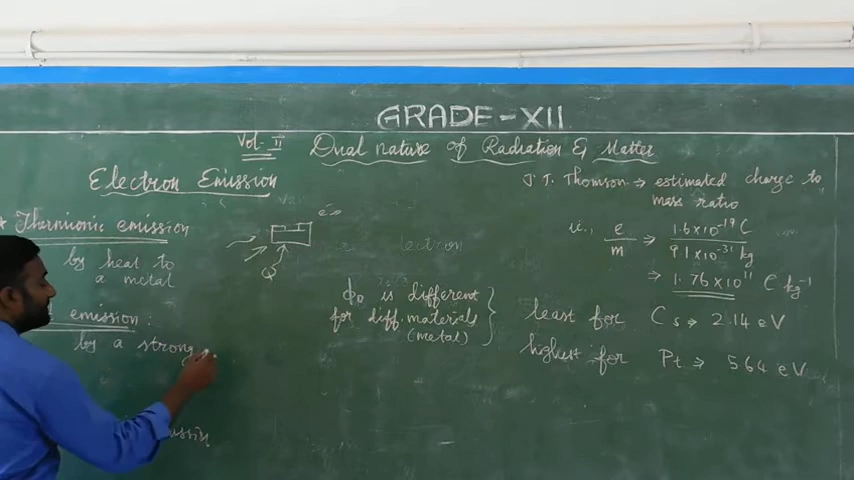 GRADE-XII
Vol-II Dual nature of Radiation & Matter
Electron Emission
* Thermionic emission
by heat to
a metal
emission:
by a strong
e⁻
Q
ϕ₀ is different
for diff. materials
(metal)
J.J. Thomson → estimated charge to
mass ratio
i.e., e/m ⇒ 1.6×10⁻¹⁹ C / 9.1×10⁻³¹ kg
⇒ 1.76×10¹¹ C kg⁻¹
least for Cs ⇒ 2.14 eV
highest for Pt ⇒ 5.64 eV